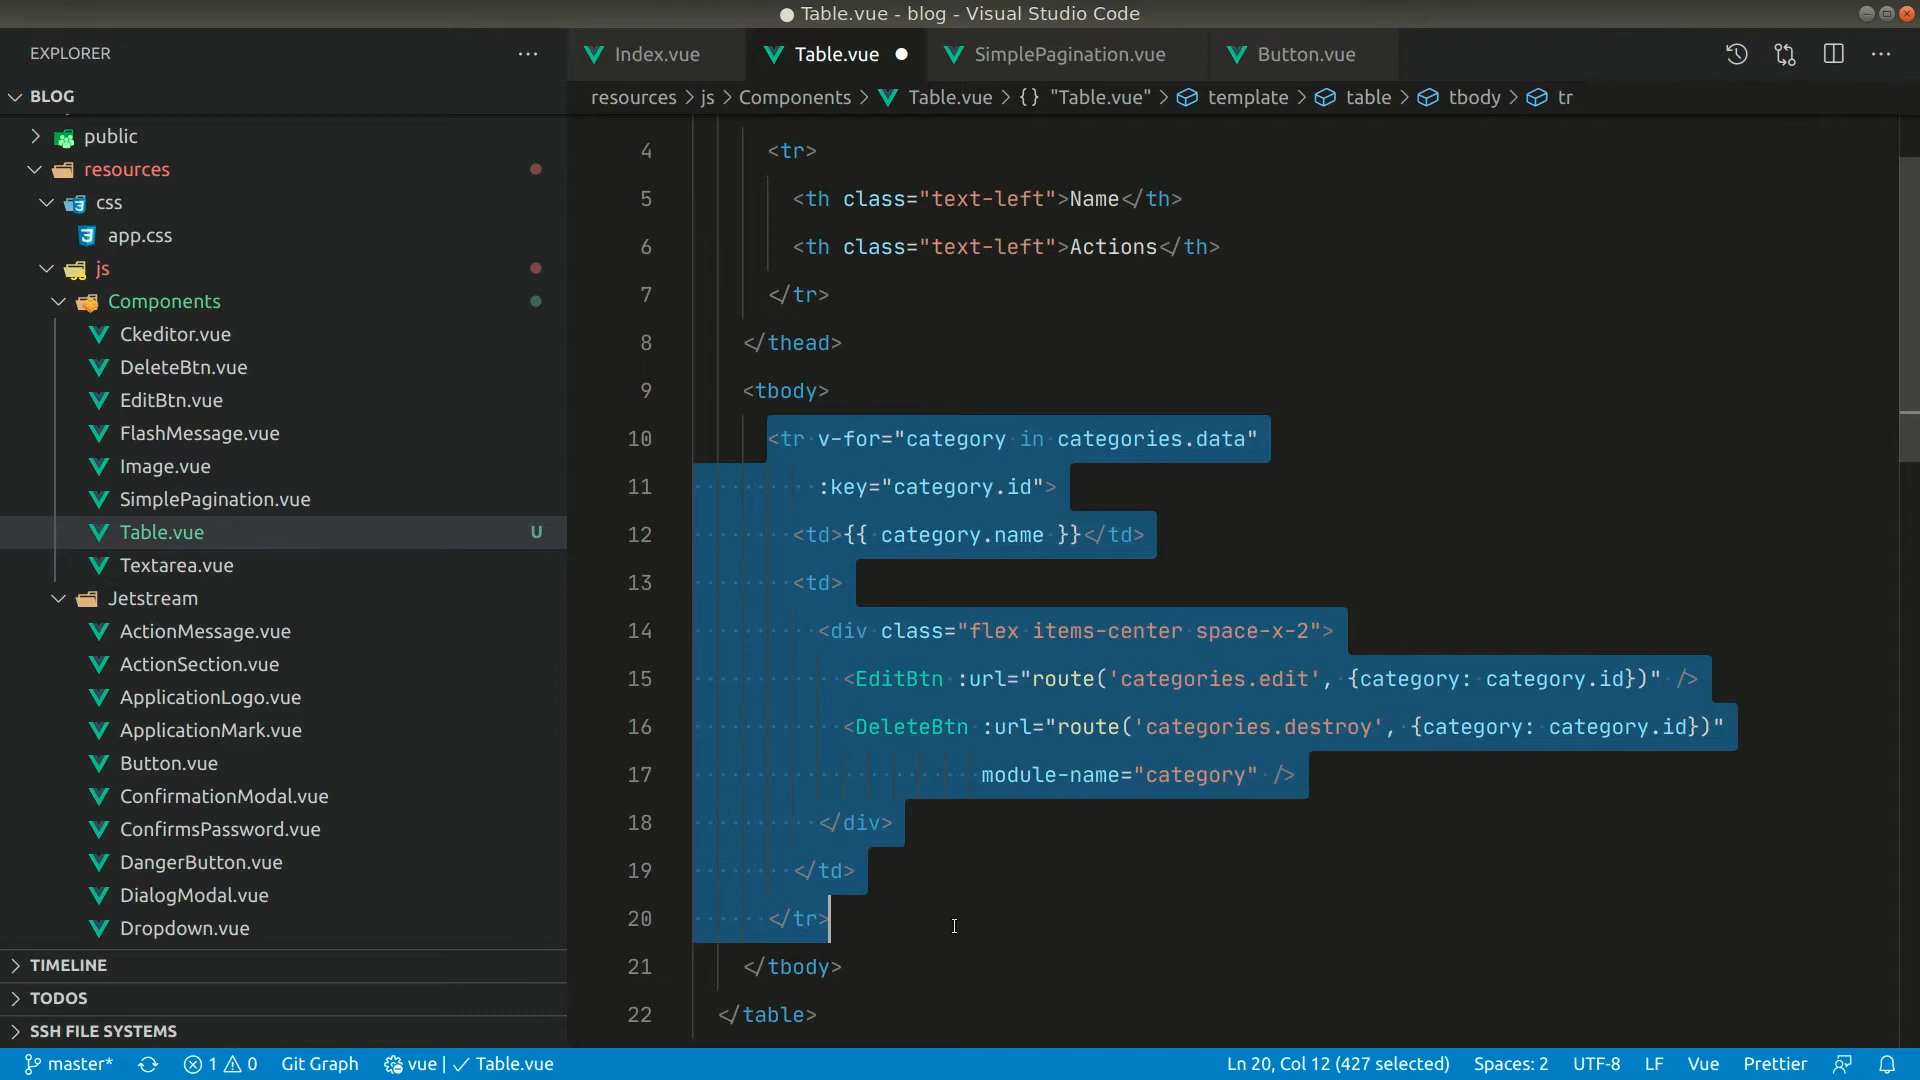 Table.vue - blog - Visual Studio Code
EXPLORER
BLOG
public
resources
css
app.css
js
Components
Ckeditor.vue
DeleteBtn.vue
EditBtn.vue
FlashMessage.vue
Image.vue
SimplePagination.vue
Table.vue U
Textarea.vue
Jetstream
ActionMessage.vue
ActionSection.vue
ApplicationLogo.vue
ApplicationMark.vue
Button.vue
ConfirmationModal.vue
ConfirmsPassword.vue
DangerButton.vue
DialogModal.vue
Dropdown.vue
TIMELINE
TODOS
SSH FILE SYSTEMS
Index.vue Table.vue SimplePagination.vue Button.vue
resources > js > Components > Table.vue > {} "Table.vue" > template > table > tbody > tr
4 <tr>
5 <th class="text-left">Name</th>
6 <th class="text-left">Actions</th>
7 </tr>
8 </thead>
9 <tbody>
10 <tr v-for="category in categories.data"
11 :key="category.id">
12 <td>{{ category.name }}</td>
13 <td>
14 <div class="flex items-center space-x-2">
15 <EditBtn :url="route('categories.edit', {category: category.id})" />
16 <DeleteBtn :url="route('categories.destroy', {category: category.id})"
17 module-name="category" />
18 </div>
19 </td>
20 </tr>
21 </tbody>
22 </table>
master* 1 0 Git Graph vue | ✓ Table.vue Ln 20, Col 12 (427 selected) Spaces: 2 UTF-8 LF Vue Prettier